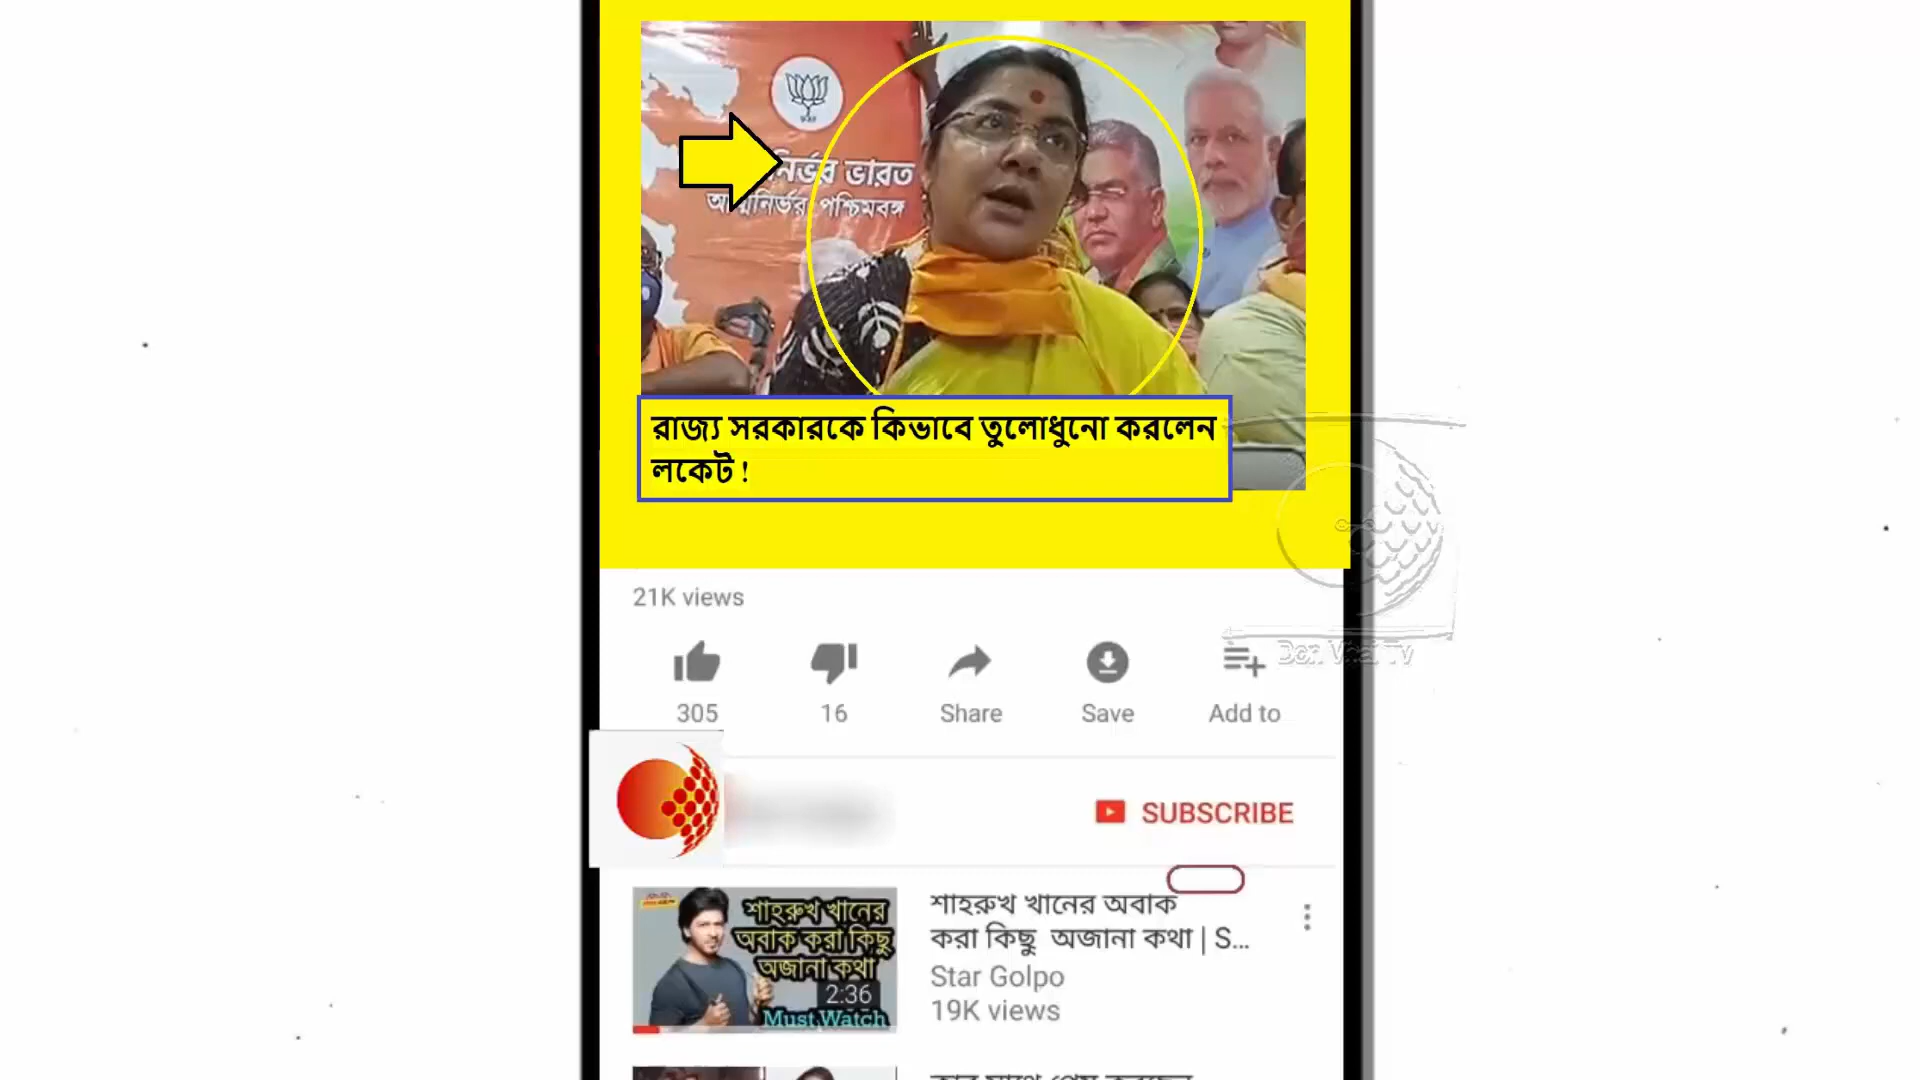 নির্ভর ভারত
আত্মনির্ভর পশ্চিমবঙ্গ
রাজ্য সরকারকে কিভাবে তুলোধুনো করলেন
লকেট !
21K views
305
16
Share
Save
Add to
SUBSCRIBE
শাহরুখ খানের
অবাক করা কিছু
অজানা কথা
2:36
Must Watch
শাহরুখ খানের অবাক
করা কিছু অজানা কথা | S...
Star Golpo
19K views